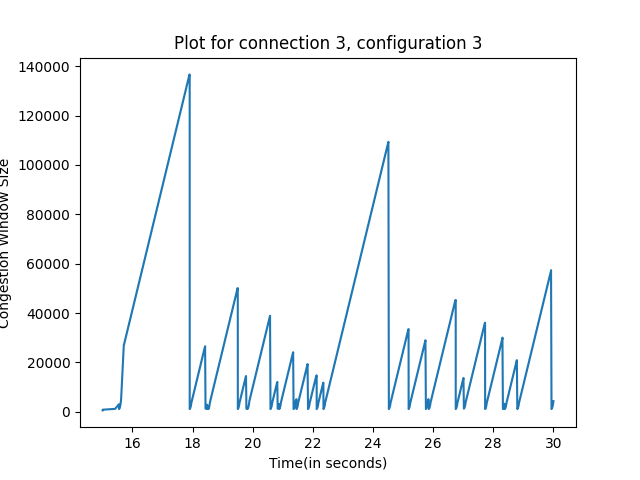 Plot for connection 3, configuration 3
140000
120000
100000
80000
60000
40000
20000
0
Congestion Window Size
16 18 20 22 24 26 28 30
Time(in seconds)